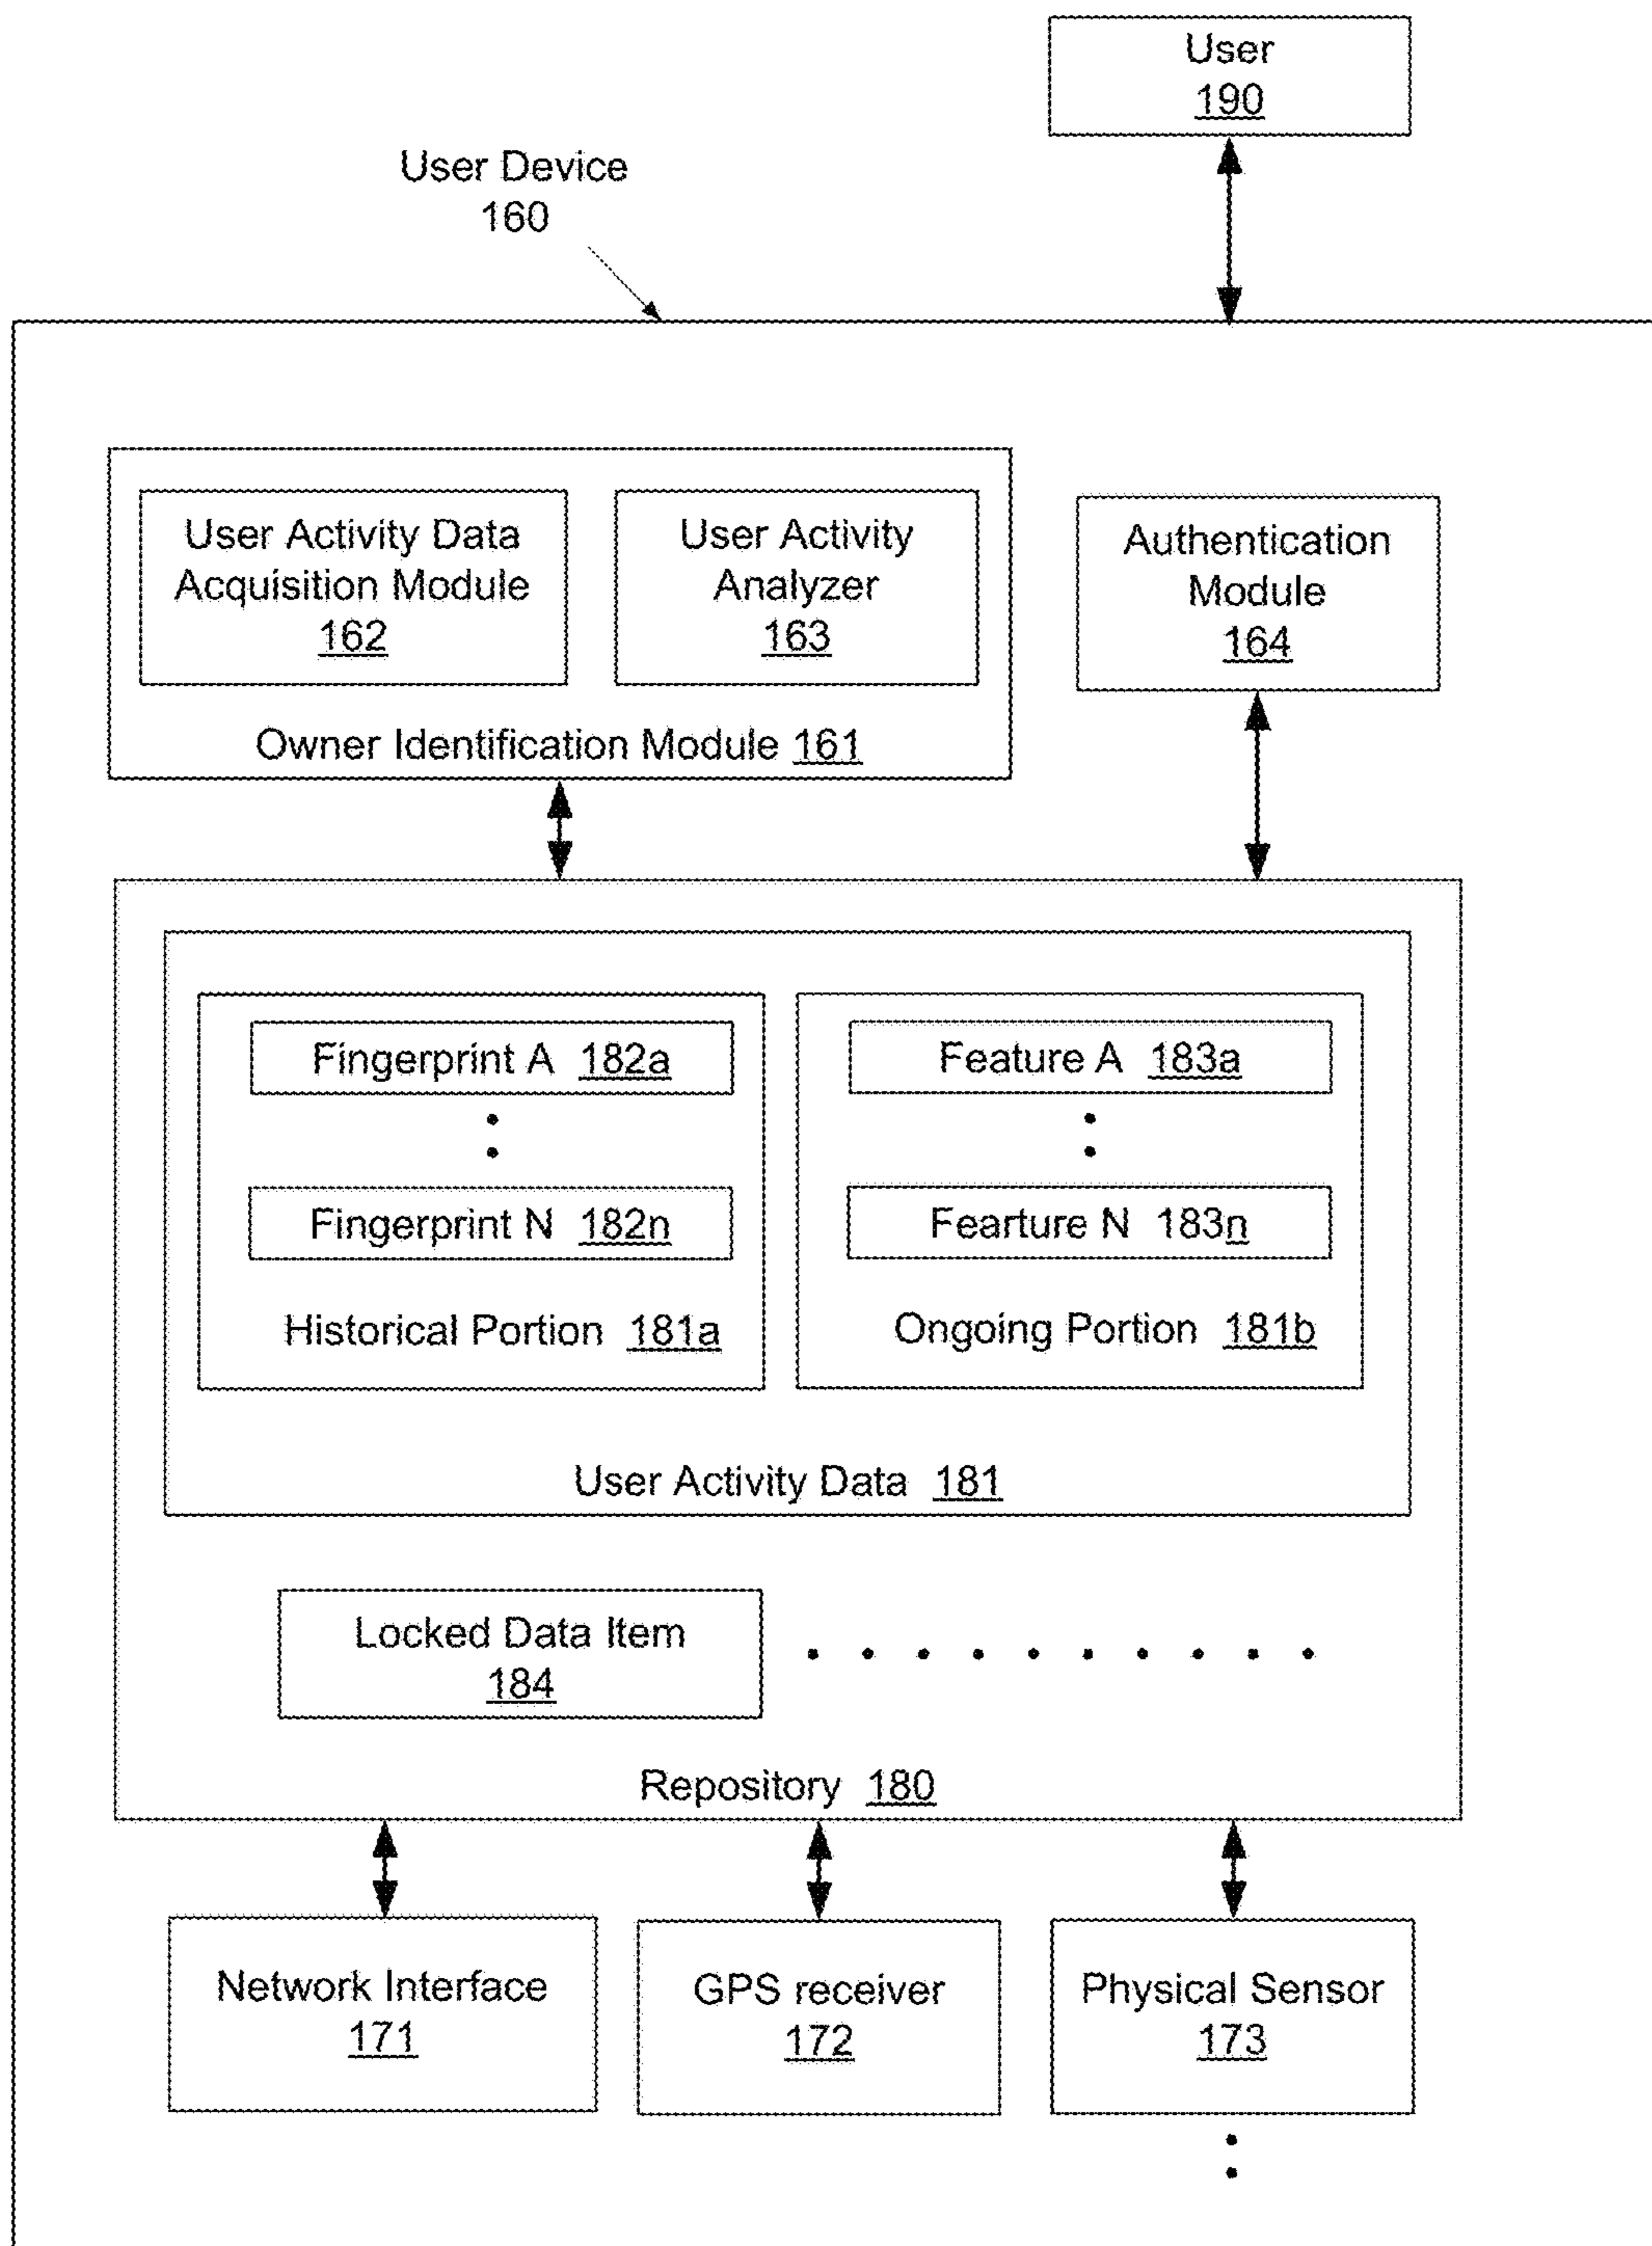 User
190
User Device
160
User Activity Data
Acquisition Module
162
User Activity
Analyzer
163
Authentication
Module
164
Owner Identification Module 161
Fingerprint A 182a
Feature A 183a
Fingerprint N 182n
Fearture N 183n
Historical Portion 181a
Ongoing Portion 181b
User Activity Data 181
Locked Data Item
184
Repository 180
Network Interface
171
GPS receiver
172
Physical Sensor
173